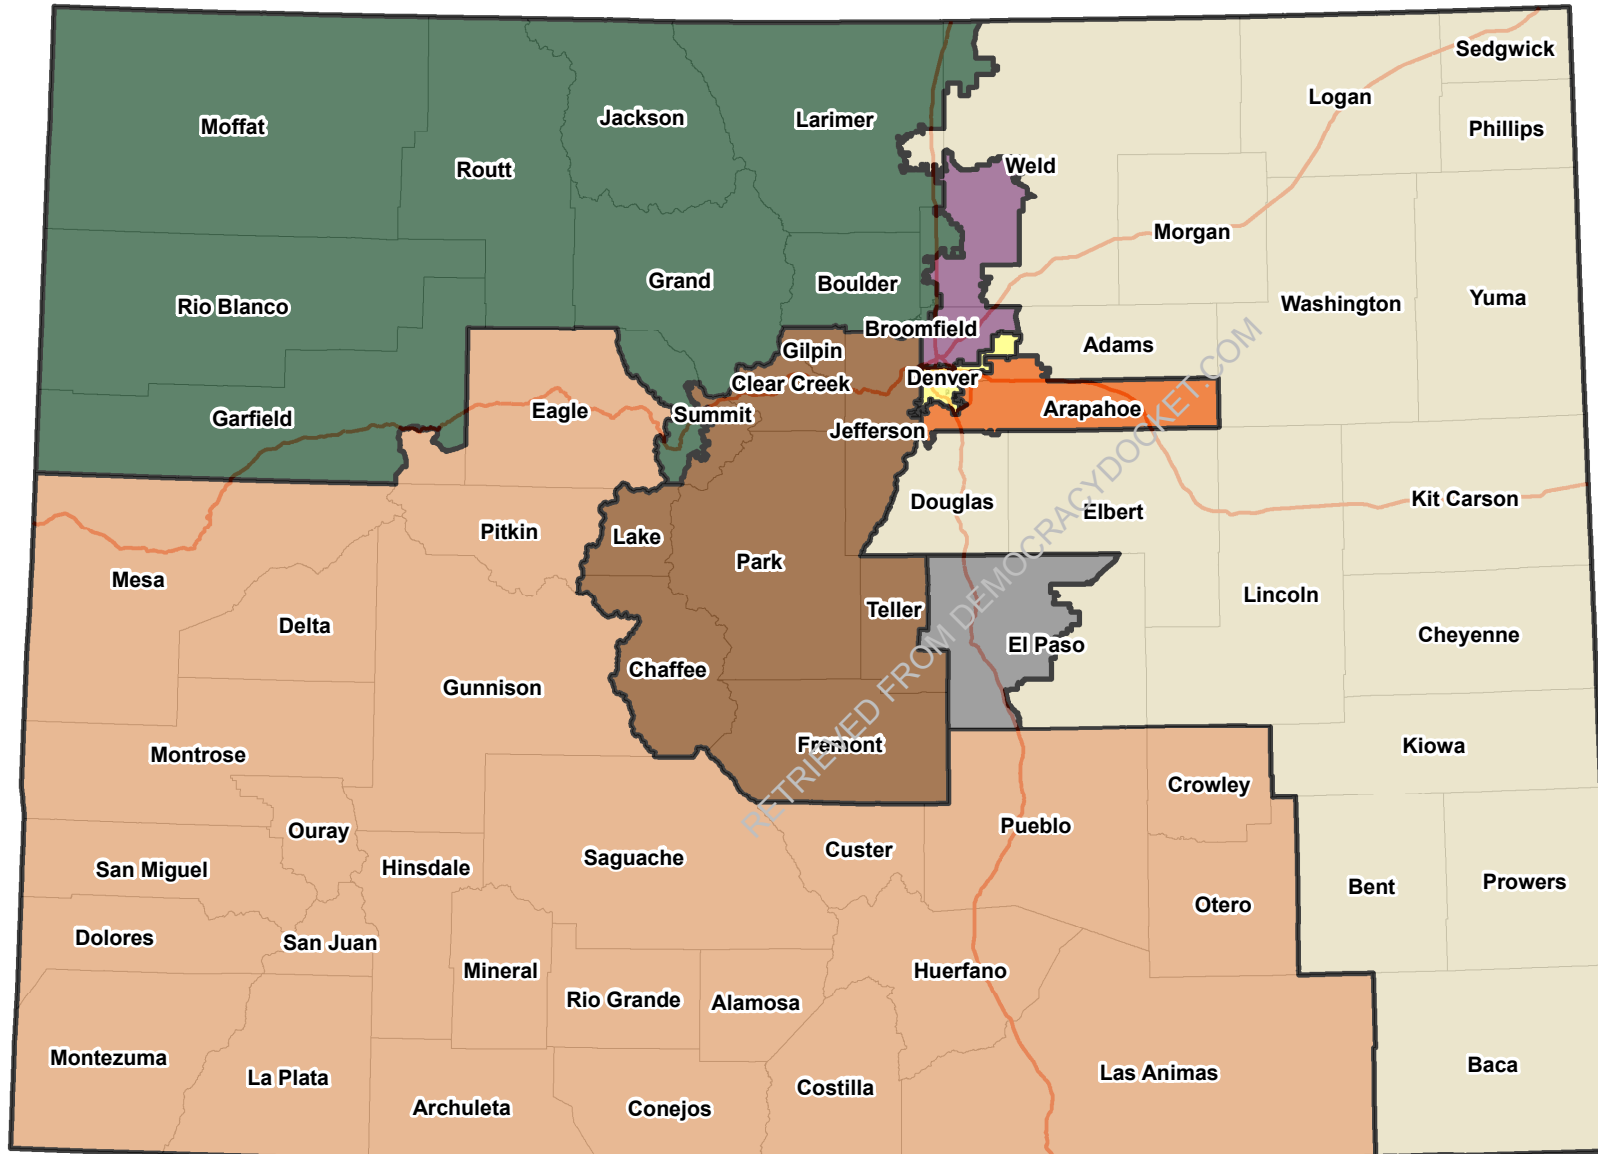 Sedgwick
Logan
Moffat
Jackson
Larimer
Phillips
Routt
Weld
Morgan
Grand
Boulder
Rio Blanco
Washington
Yuma
Broomfield
Gilpin
Adams
Clear Creek
Denver
Garfield
Eagle
Summit
Arapahoe
Jefferson
Douglas
Elbert
Kit Carson
Pitkin
Lake
Park
Mesa
Teller
Lincoln
Delta
El Paso
Cheyenne
Gunnison
Chaffee
Montrose
Fremont
Kiowa
Crowley
Ouray
Pueblo
San Miguel
Hinsdale
Saguache
Custer
Bent
Prowers
Otero
Dolores
San Juan
Mineral
Huerfano
Rio Grande
Alamosa
Montezuma
La Plata
Las Animas
Baca
Archuleta
Conejos
Costilla
RETRIEVED FROM DEMOCRACYDOCKET.COM